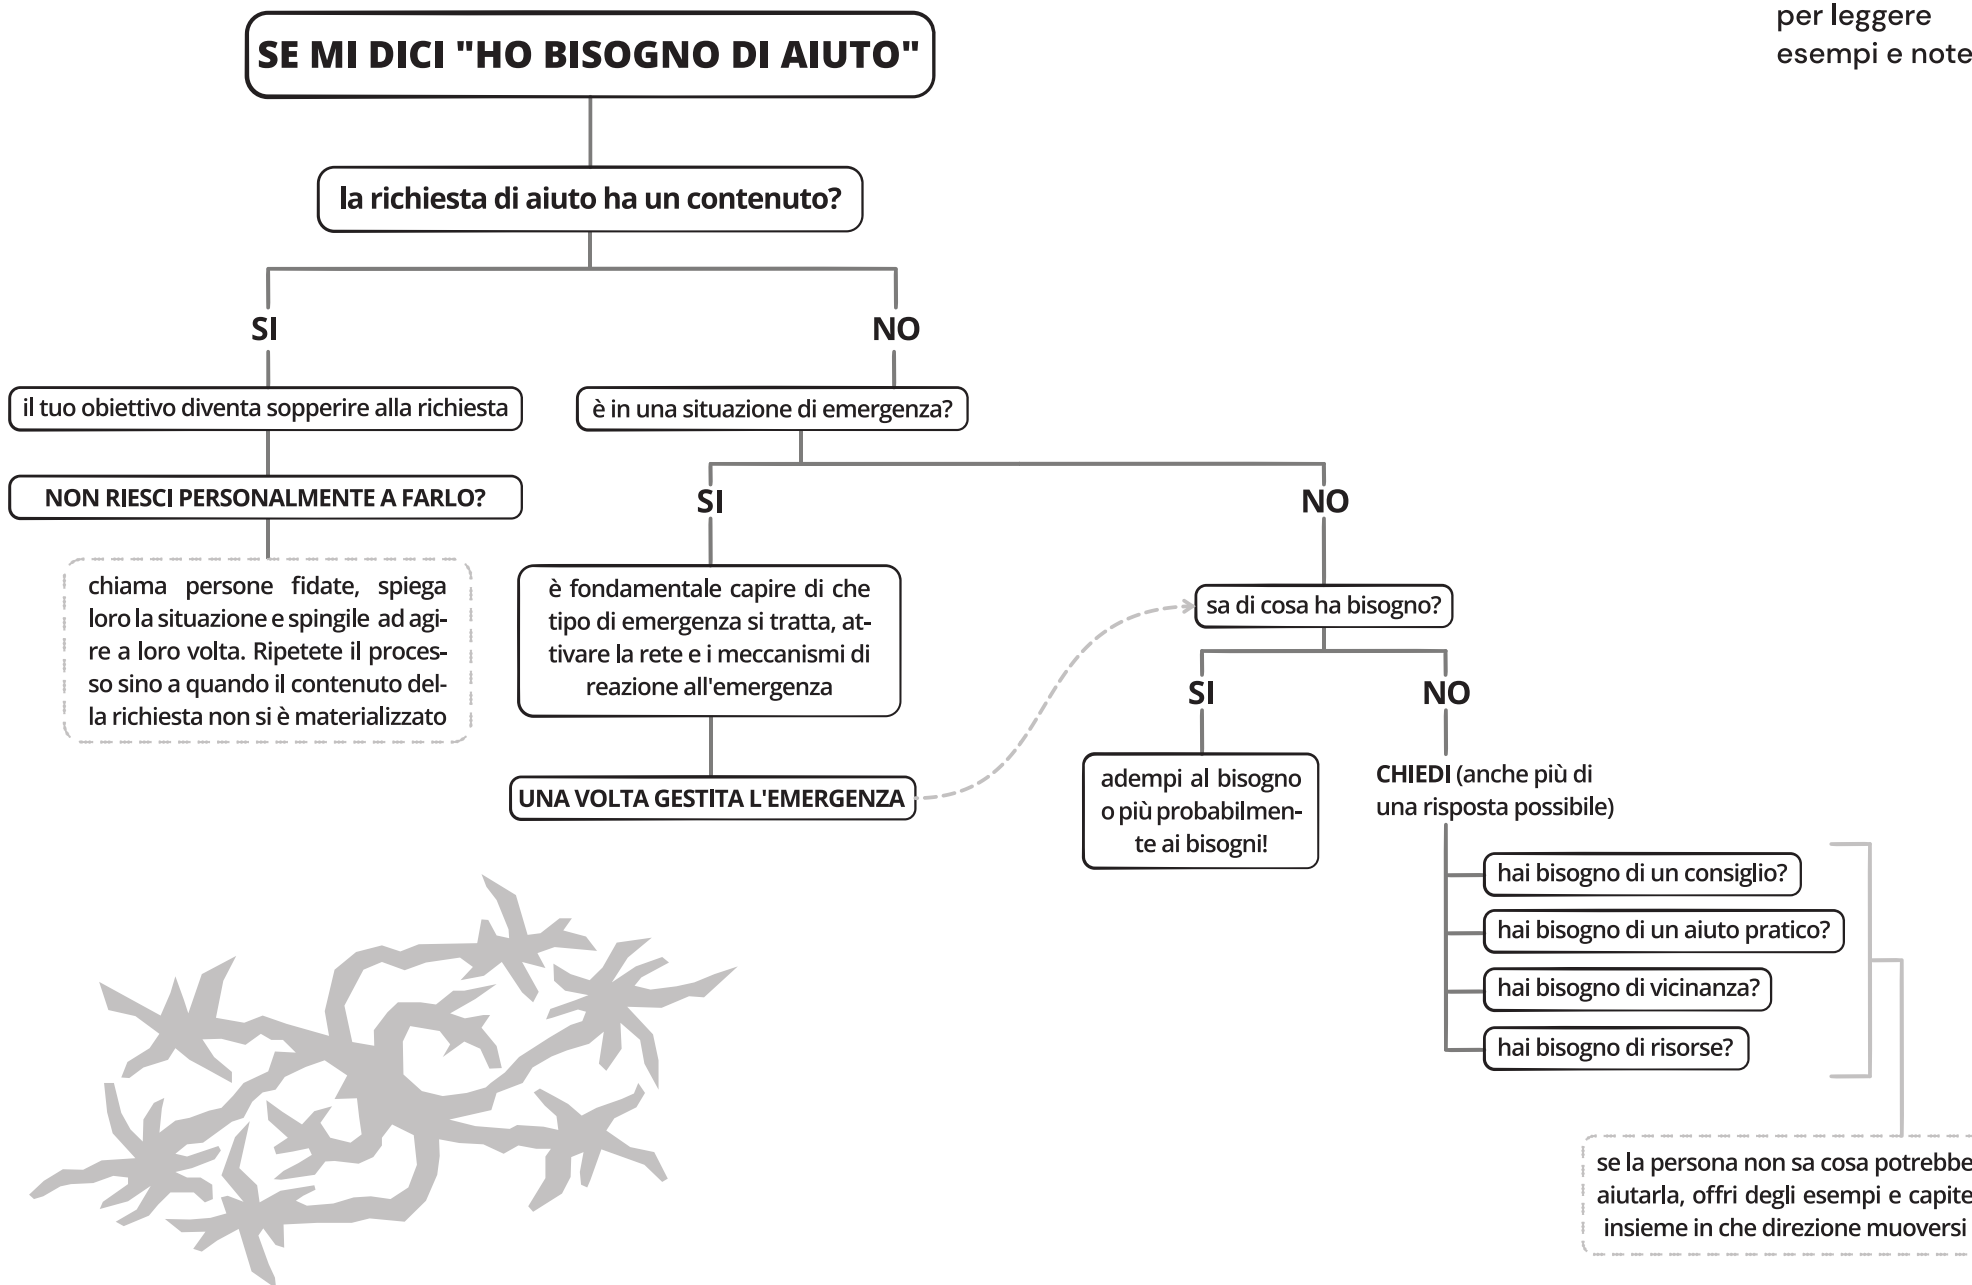 per leggere
esempi e note
SE MI DICI "HO BISOGNO DI AIUTO"
la richiesta di aiuto ha un contenuto?
SI
NO
il tuo obiettivo diventa sopperire alla richiesta
è in una situazione di emergenza?
NON RIESCI PERSONALMENTE A FARLO?
SI
NO
chiama persone fidate, spiega
loro la situazione e spingile ad agi-
re a loro volta. Ripetete il proces-
so sino a quando il contenuto del-
la richiesta non si è materializzato
è fondamentale capire di che
tipo di emergenza si tratta, at-
tivare la rete e i meccanismi di
reazione all'emergenza
UNA VOLTA GESTITA L'EMERGENZA
sa di cosa ha bisogno?
SI
NO
adempi al bisogno
o più probabilmen-
te ai bisogni!
CHIEDI (anche più di
una risposta possibile)
hai bisogno di un consiglio?
hai bisogno di un aiuto pratico?
hai bisogno di vicinanza?
hai bisogno di risorse?
se la persona non sa cosa potrebbe
aiutarla, offri degli esempi e capite
insieme in che direzione muoversi